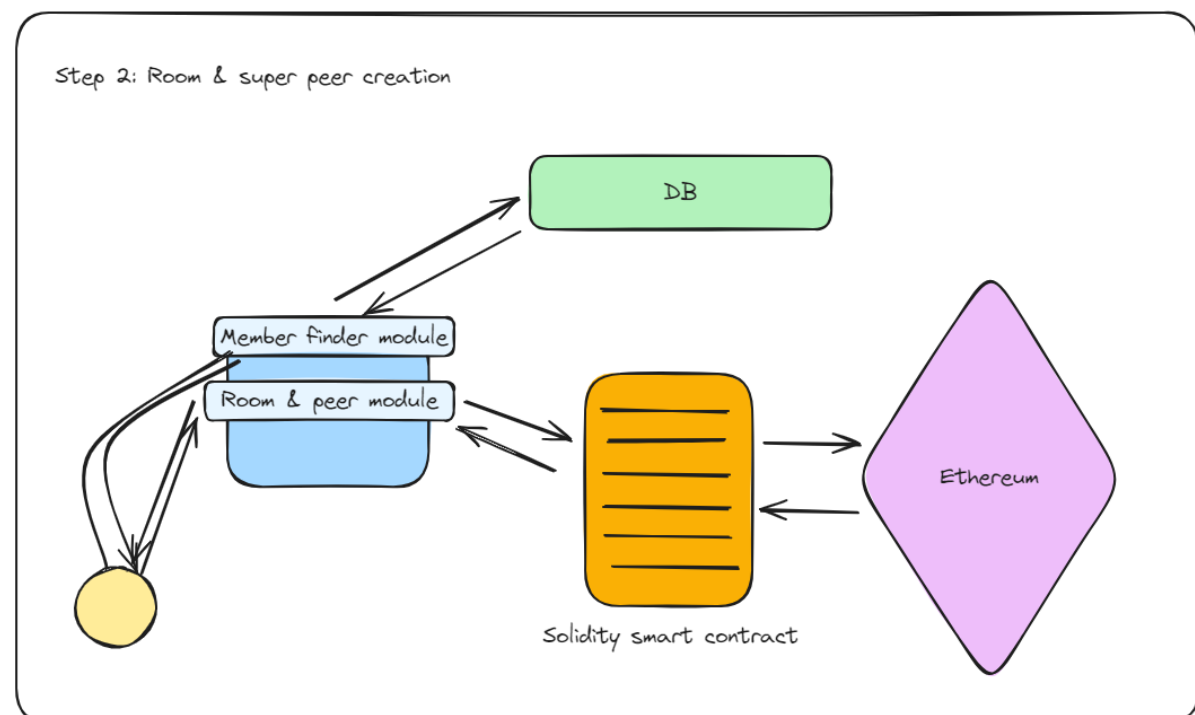 Step 2: Room & super peer creation
DB
Member finder module
Room & peer module
Ethereum
Solidity smart contract